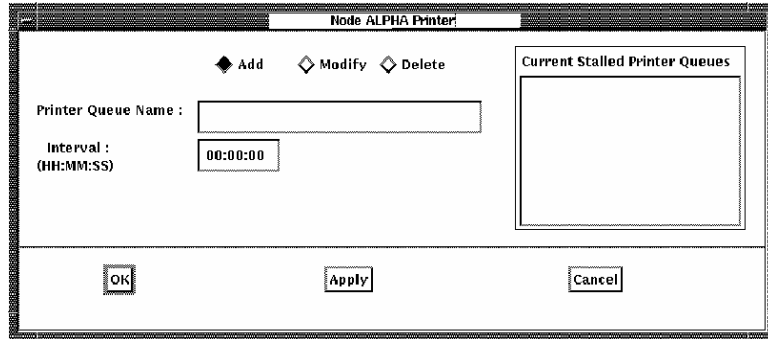 Node ALPHA Printer
Add Modify Delete
Current Stalled Printer Queues
Printer Queue Name :
Interval :
(HH:MM:SS)
00:00:00
OK Apply Cancel